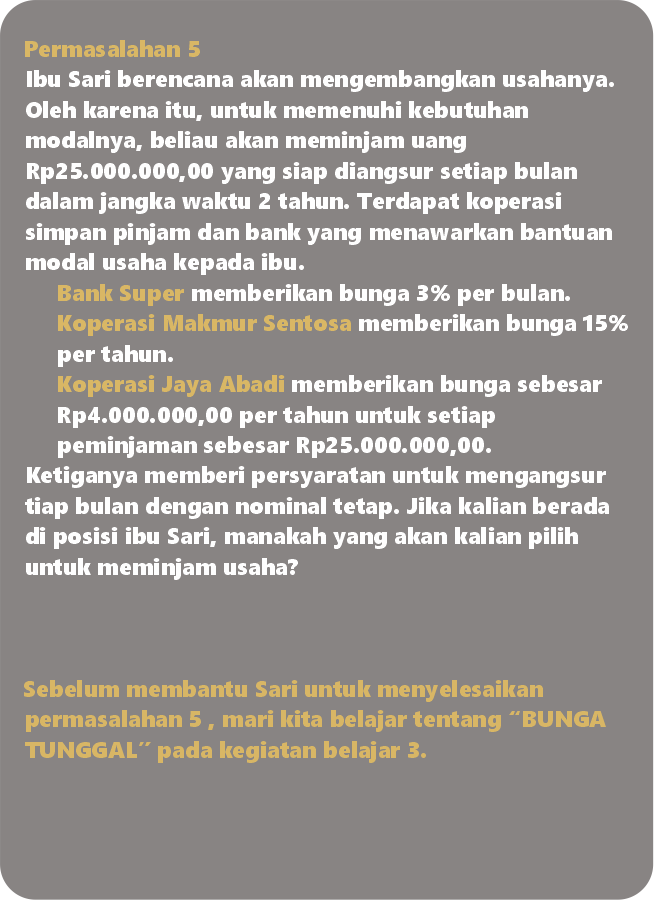 Permasalahan 5
Ibu Sari berencana akan mengembangkan usahanya.
Oleh karena itu, untuk memenuhi kebutuhan
modalnya, beliau akan meminjam uang
Rp25.000.000,00 yang siap diangsur setiap bulan
dalam jangka waktu 2 tahun. Terdapat koperasi
simpan pinjam dan bank yang menawarkan bantuan
modal usaha kepada ibu.
Bank Super memberikan bunga 3% per bulan.
Koperasi Makmur Sentosa memberikan bunga 15%
per tahun.
Koperasi Jaya Abadi memberikan bunga sebesar
Rp4.000.000,00 per tahun untuk setiap
peminjaman sebesar Rp25.000.000,00.
Ketiganya memberi persyaratan untuk mengangsur
tiap bulan dengan nominal tetap. Jika kalian berada
di posisi ibu Sari, manakah yang akan kalian pilih
untuk meminjam usaha?
Sebelum membantu Sari untuk menyelesaikan
permasalahan 5 , mari kita belajar tentang “BUNGA
TUNGGAL” pada kegiatan belajar 3.